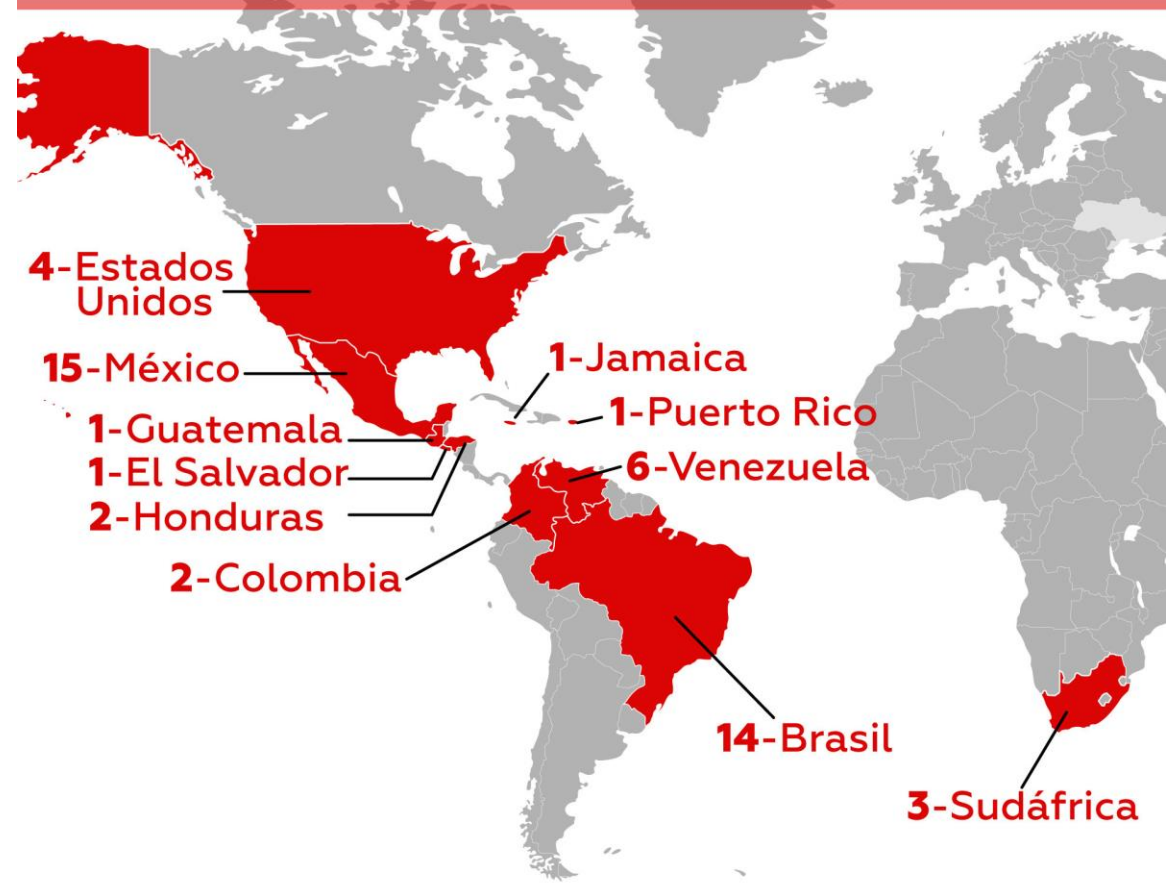 4-Estados
Unidos
15-México
1-Guatemala
1-El Salvador
2-Honduras
2-Colombia
1-Jamaica
1-Puerto Rico
6-Venezuela
14-Brasil
3-Sudáfrica